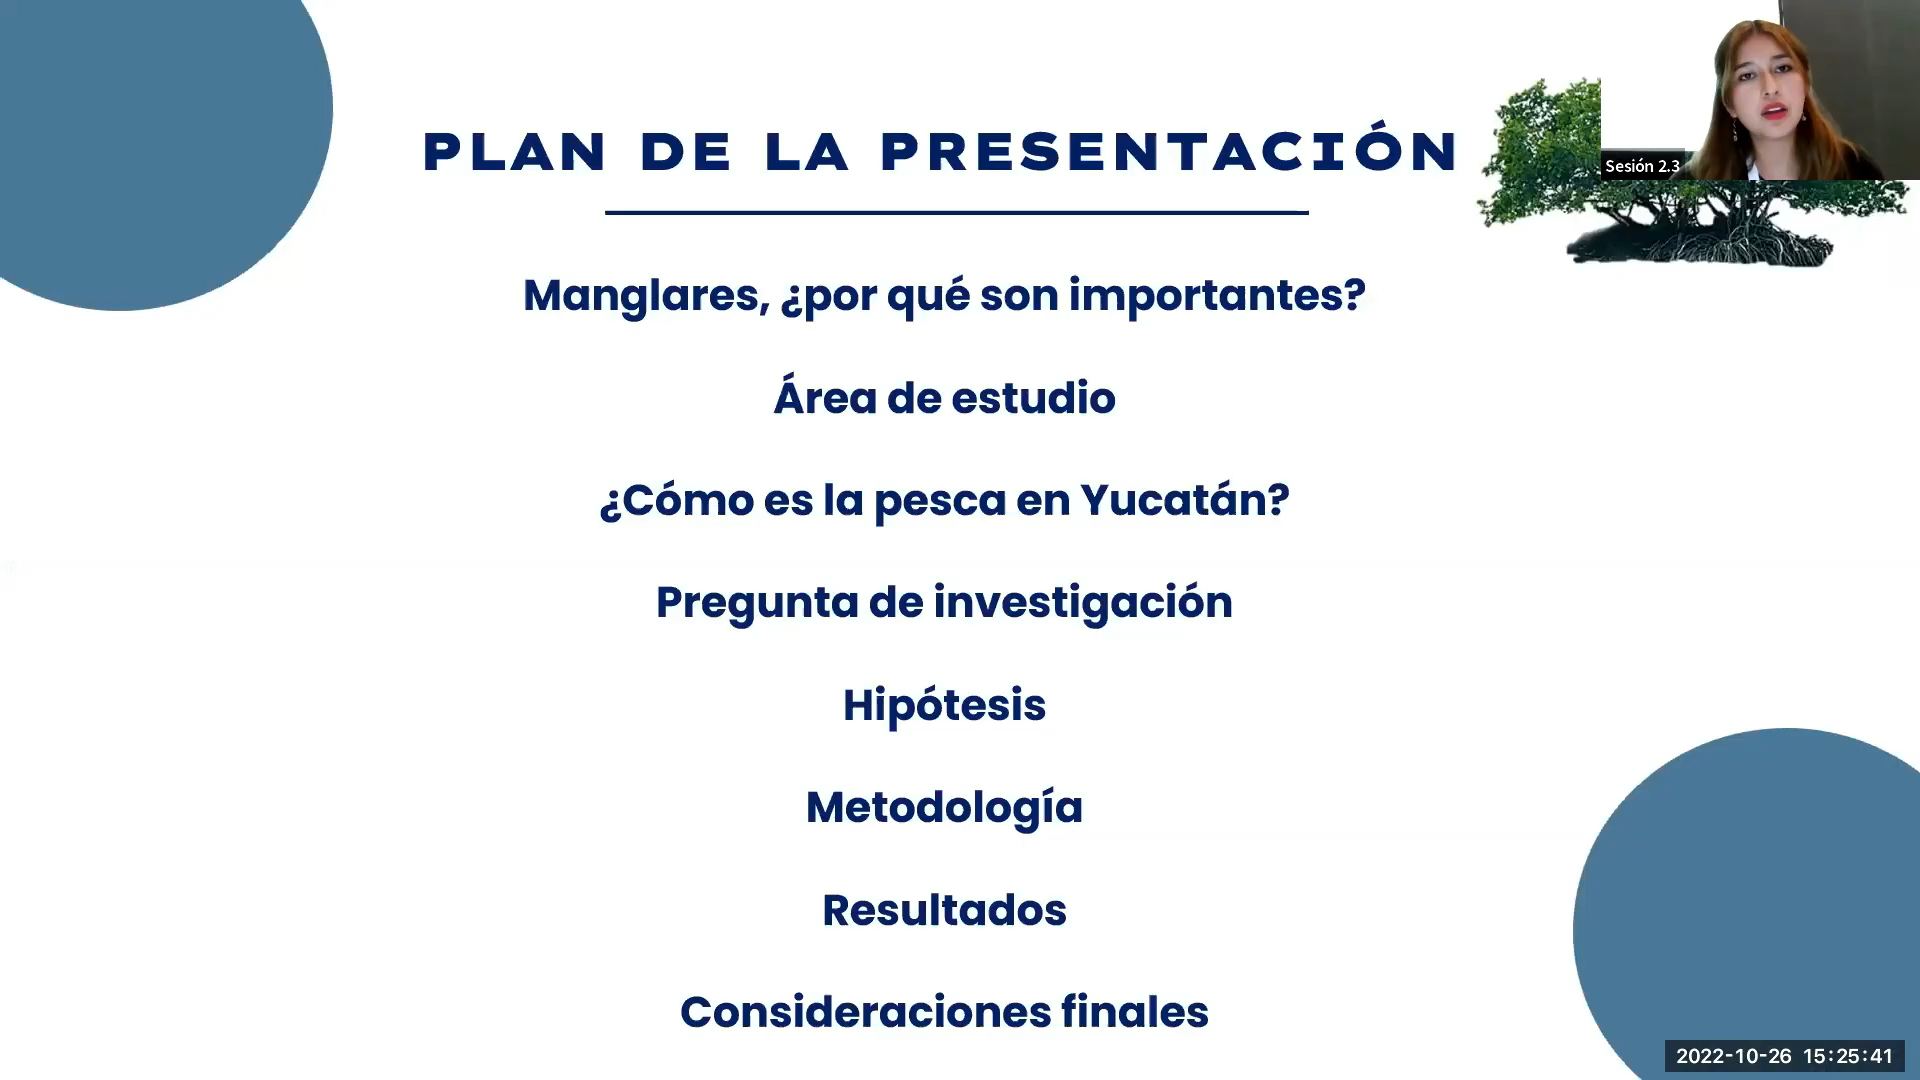 PLAN DE LA PRESENTACIÓN
Sesión 2.3
Manglares, ¿por qué son importantes?
Área de estudio
¿Cómo es la pesca en Yucatán?
Pregunta de investigación
Hipótesis
Metodología
Resultados
Consideraciones finales
2022-10-26 15:25:41